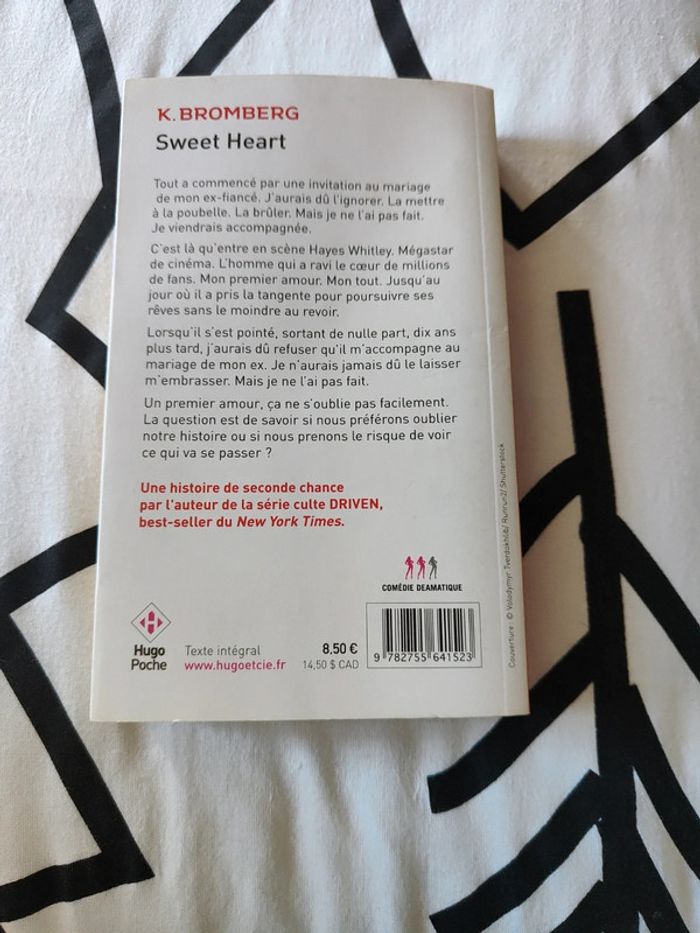 K. BROMBERG
Sweet Heart
Tout a commencé par une invitation au mariage
de mon ex-fiancé. J'aurais dû l'ignorer. La mettre
à la poubelle. La brûler. Mais je ne l'ai pas fait.
Je viendrais accompagnée.
C'est là qu'entre en scène Hayes Whitley. Mégastar
de cinéma. L'homme qui a ravi le cœur de millions
de fans. Mon premier amour. Mon tout. Jusqu'au
jour où il a pris la tangente pour poursuivre ses
rêves sans le moindre au revoir.
Lorsqu'il s'est pointé, sortant de nulle part, dix ans
plus tard, j'aurais dû refuser qu'il m'accompagne au
mariage de mon ex. Je n'aurais jamais dû le laisser
m'embrasser. Mais je ne l'ai pas fait.
Un premier amour, ça ne s'oublie pas facilement.
La question est de savoir si nous préférons oublier
notre histoire ou si nous prenons le risque de voir
ce qui va se passer ?
Une histoire de seconde chance
par l'auteur de la série culte DRIVEN,
best-seller du New York Times.
COMÉDIE DEAMATIQUE
Hugo
Poche
Texte intégral
www.hugoetcie.fr
8,50 €
14,50 $ CAD
9 782755 641523
Couverture : © Volodymyr Tverdokhlib/ Runrun2/ Shutterstock